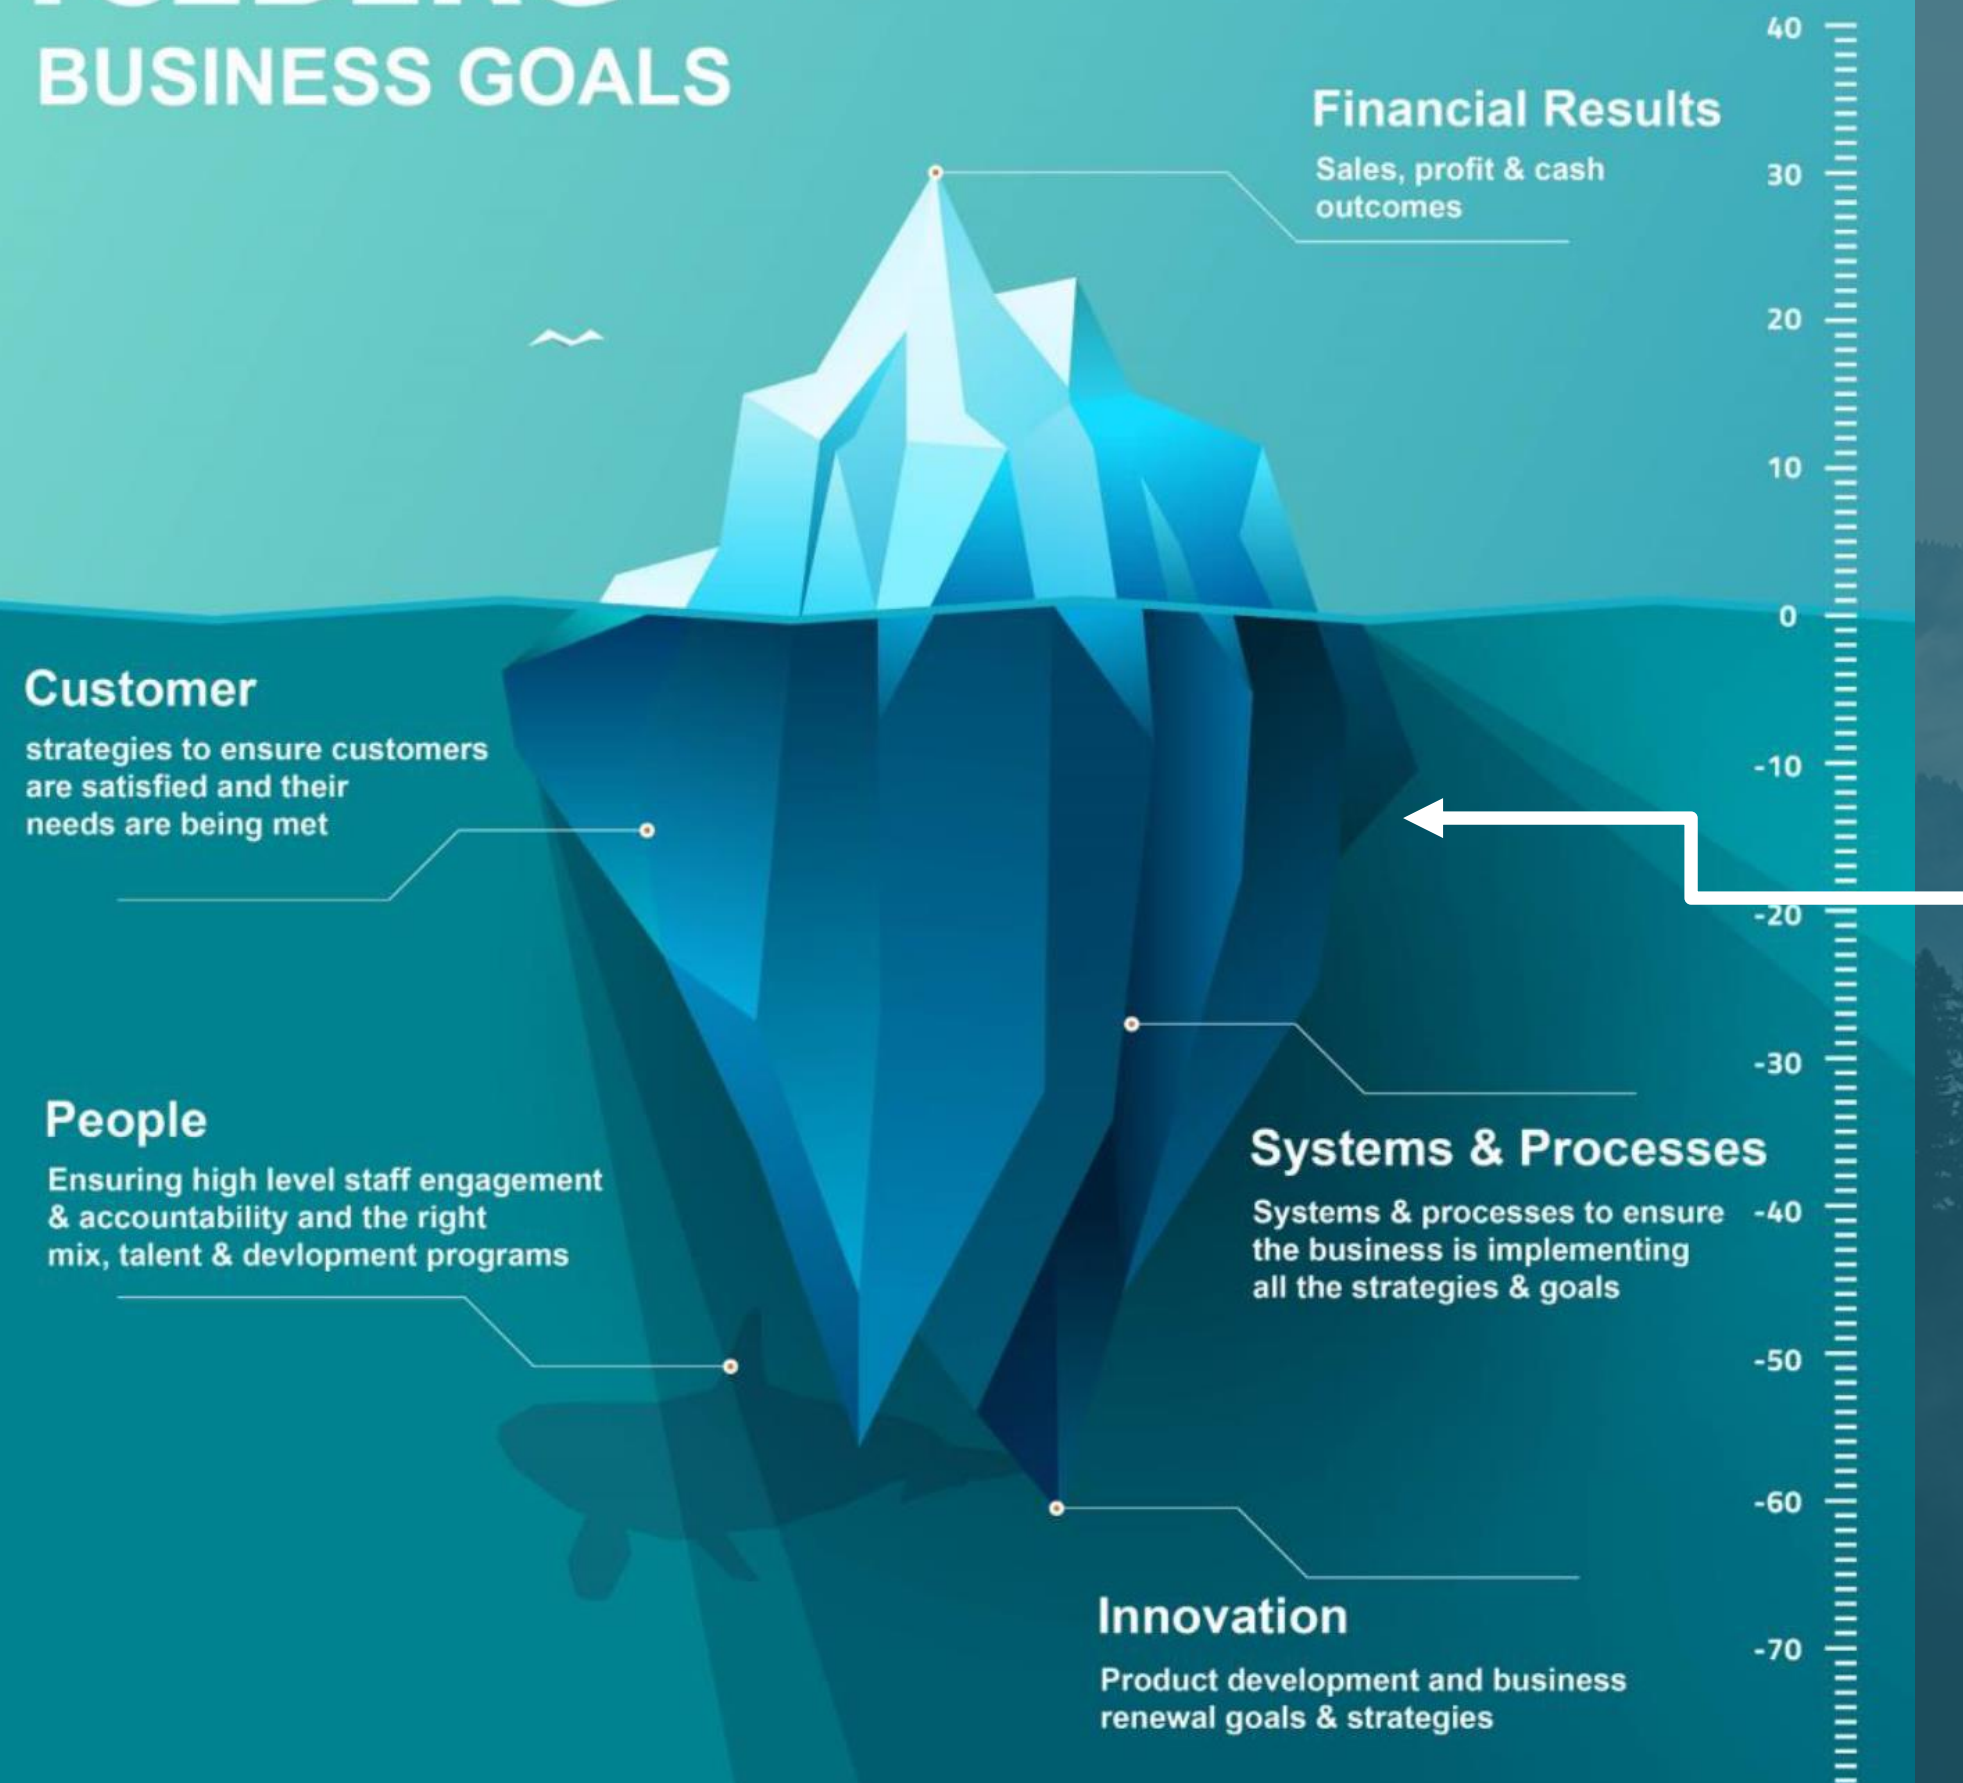 BUSINESS GOALS
Financial Results
Sales, profit & cash
outcomes
Customer
strategies to ensure customers
are satisfied and their
needs are being met
People
Ensuring high level staff engagement
& accountability and the right
mix, talent & devlopment programs
Systems & Processes
Systems & processes to ensure
the business is implementing
all the strategies & goals
Innovation
Product development and business
renewal goals & strategies
40
30
20
10
0
-10
-20
-30
-40
-50
-60
-70